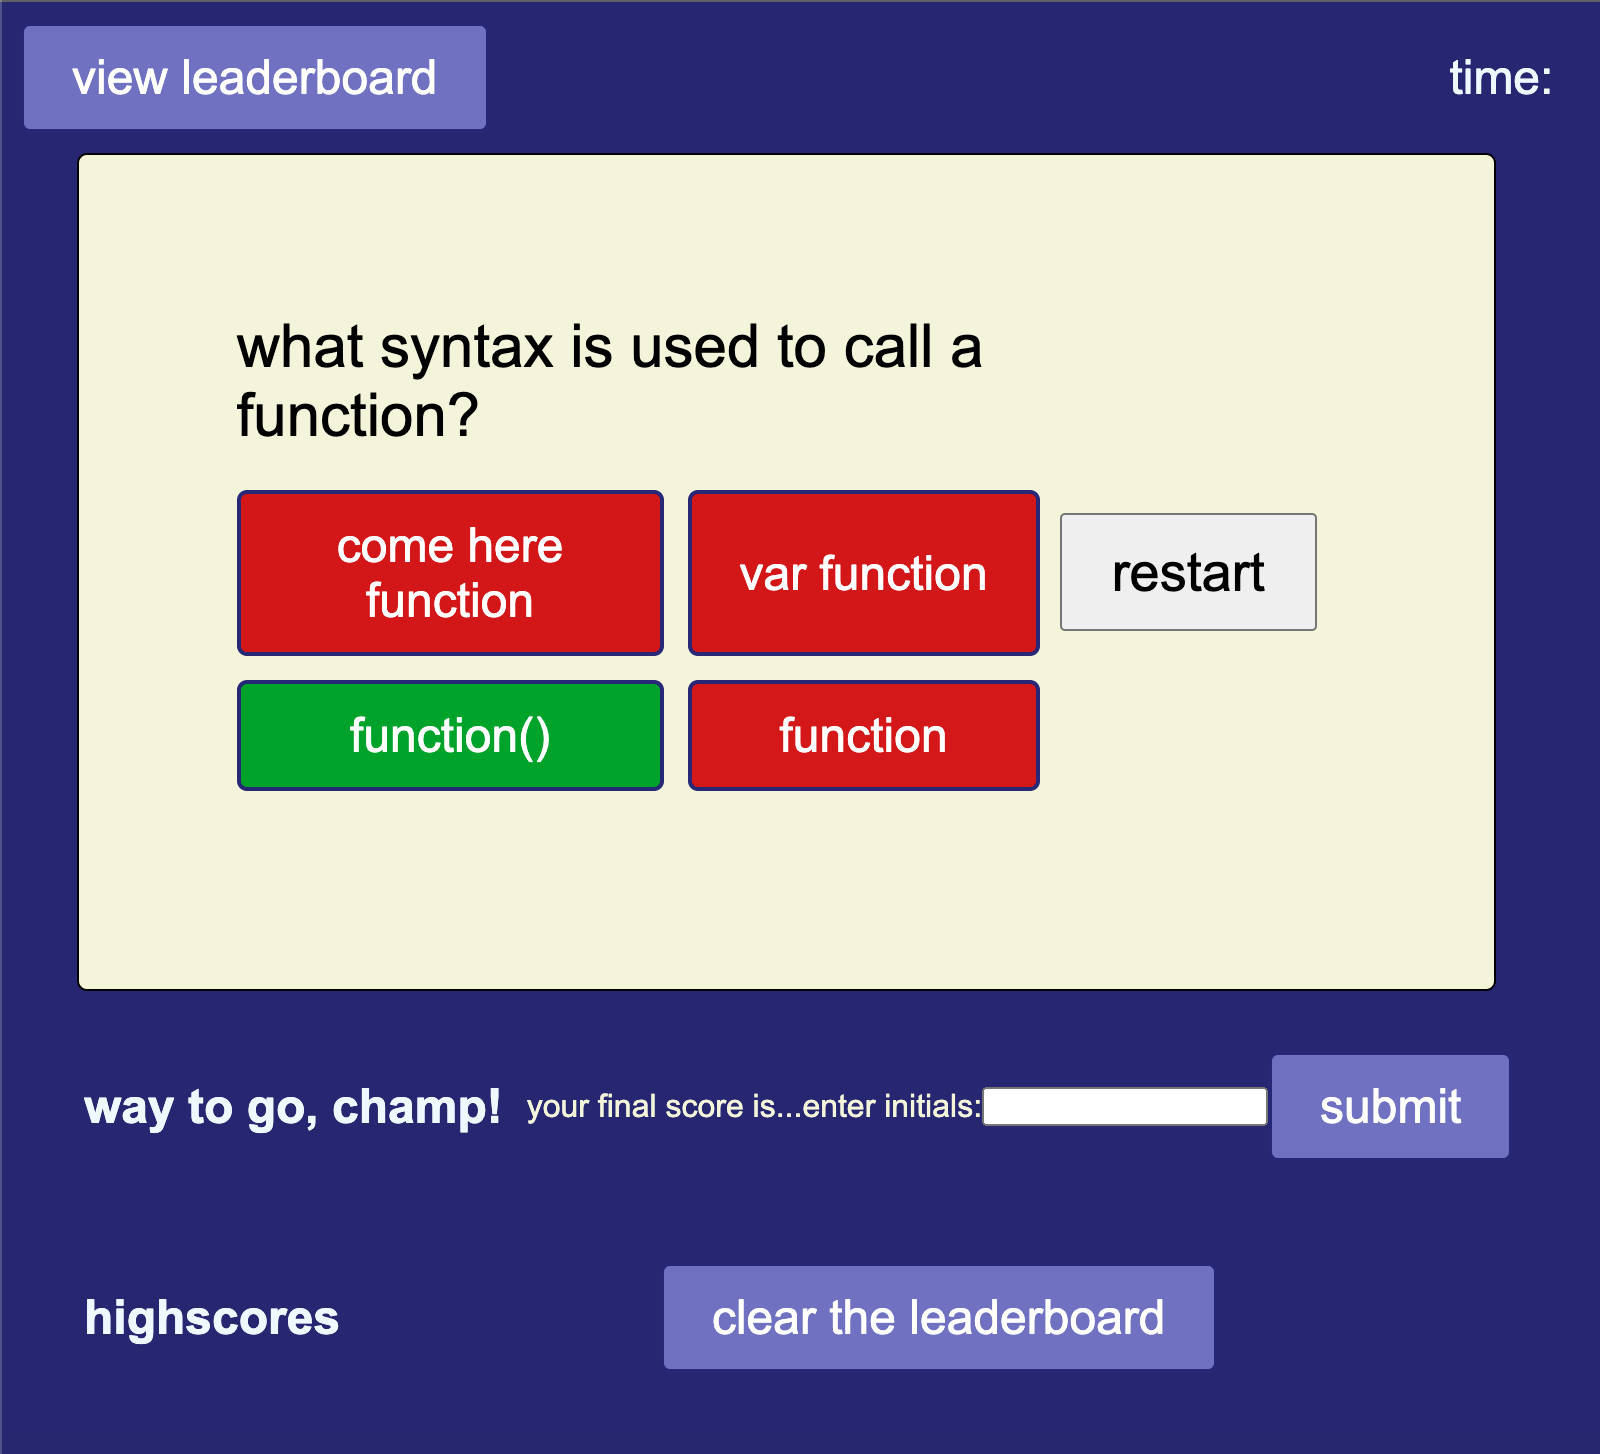 view leaderboard
time:
what syntax is used to call a
function?
come here
function
var function
restart
function()
function
way to go, champ!
your final score is...enter initials:
submit
highscores
clear the leaderboard